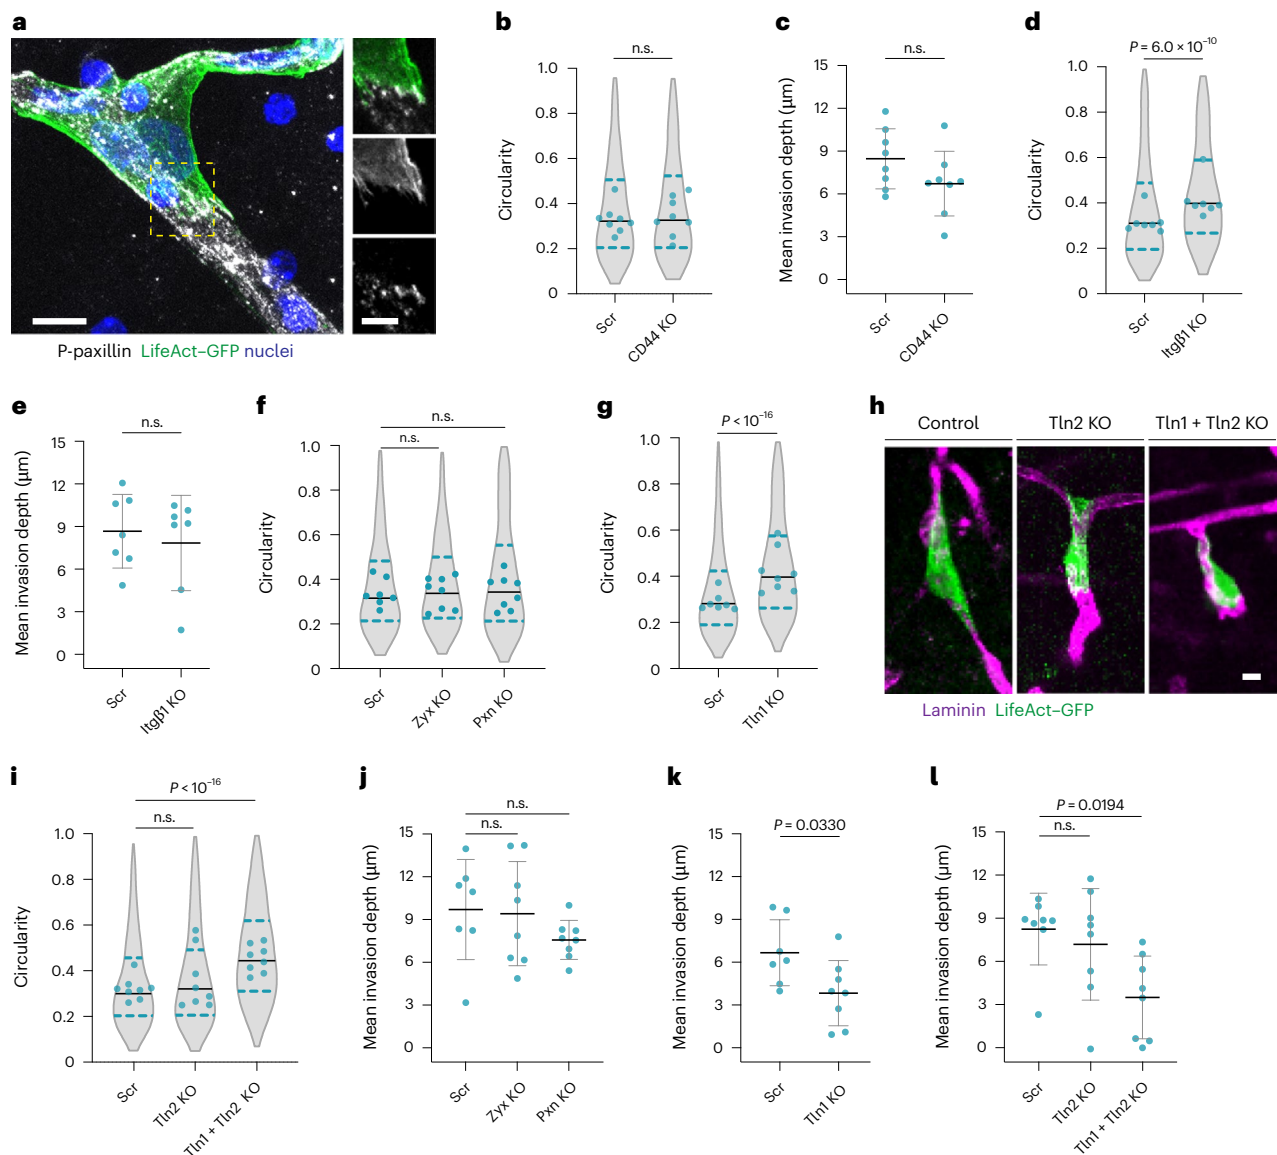 a
P-paxillin LifeAct–GFP nuclei
b
n.s.
Circularity
1.0
0.8
0.6
0.4
0.2
0
Scr
CD44 KO
c
n.s.
Mean invasion depth (μm)
15
12
9
6
3
0
Scr
CD44 KO
d
P = 6.0 × 10⁻¹⁰
Circularity
1.0
0.8
0.6
0.4
0.2
0
Scr
Itgβ1 KO
e
n.s.
Mean invasion depth (μm)
15
12
9
6
3
0
Scr
Itgβ1 KO
f
n.s.
n.s.
Circularity
1.0
0.8
0.6
0.4
0.2
0
Scr
Zyx KO
Pxn KO
g
P < 10⁻¹⁶
Circularity
1.0
0.8
0.6
0.4
0.2
0
Scr
Tln1 KO
h
Control
Tln2 KO
Tln1 + Tln2 KO
Laminin LifeAct–GFP
i
P < 10⁻¹⁶
n.s.
Circularity
1.0
0.8
0.6
0.4
0.2
0
Scr
Tln2 KO
Tln1 + Tln2 KO
j
n.s.
n.s.
Mean invasion depth (μm)
15
12
9
6
3
0
Scr
Zyx KO
Pxn KO
k
P = 0.0330
Mean invasion depth (μm)
15
12
9
6
3
0
Scr
Tln1 KO
l
P = 0.0194
n.s.
Mean invasion depth (μm)
15
12
9
6
3
0
Scr
Tln2 KO
Tln1 + Tln2 KO